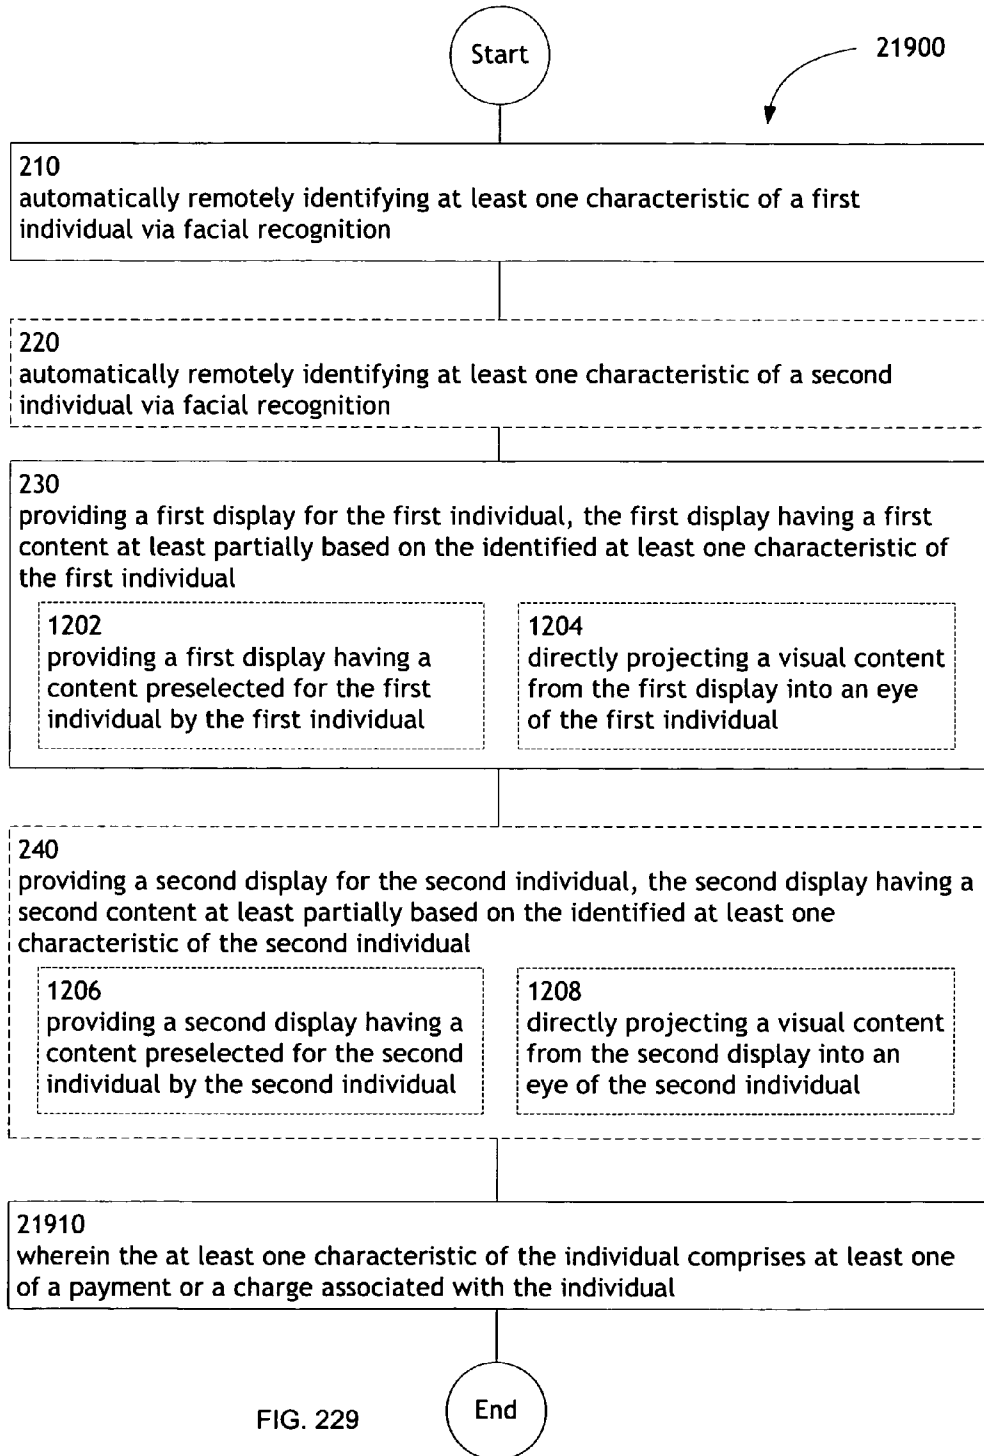 Start
21900
210
automatically remotely identifying at least one characteristic of a first
individual via facial recognition
220
automatically remotely identifying at least one characteristic of a second
individual via facial recognition
230
providing a first display for the first individual, the first display having a first
content at least partially based on the identified at least one characteristic of
the first individual
1202
providing a first display having a
content preselected for the first
individual by the first individual
1204
directly projecting a visual content
from the first display into an eye
of the first individual
240
providing a second display for the second individual, the second display having a
second content at least partially based on the identified at least one
characteristic of the second individual
1206
providing a second display having a
content preselected for the second
individual by the second individual
1208
directly projecting a visual content
from the second display into an
eye of the second individual
21910
wherein the at least one characteristic of the individual comprises at least one
of a payment or a charge associated with the individual
End
FIG. 229